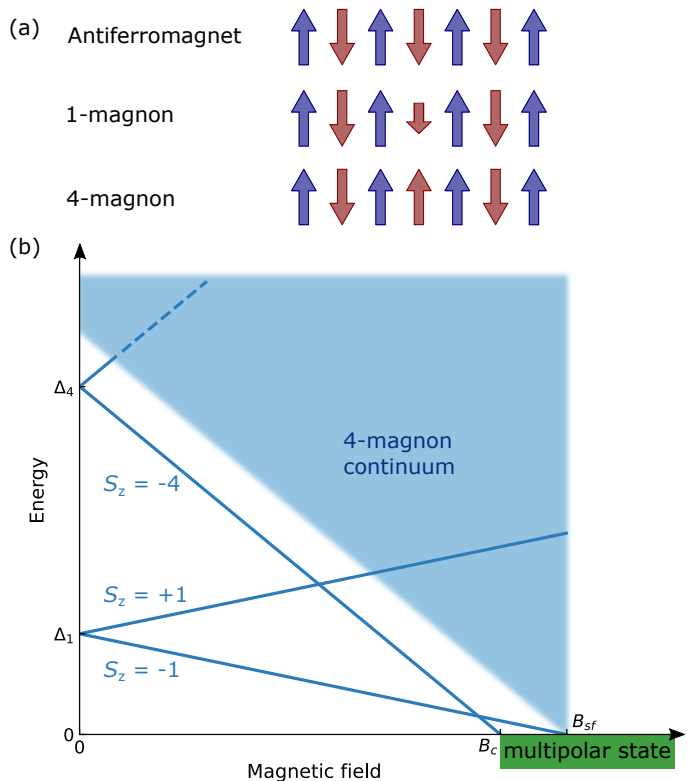 (a)
Antiferromagnet
1-magnon
4-magnon
(b)
Energy
Δ4
Δ1
0
4-magnon
continuum
Sz = -4
Sz = +1
Sz = -1
Bsf
Bc
multipolar state
0
Magnetic field